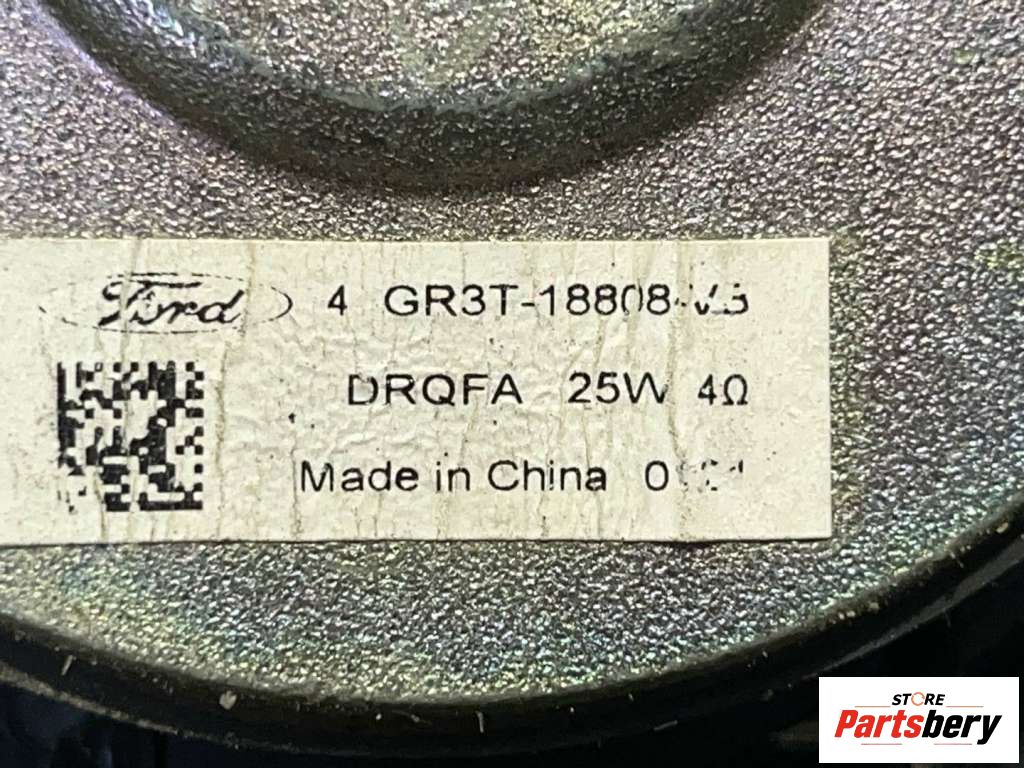 Ford 4 GR3T-18808
DRQFA 25W 4Ω
Made in China
STORE
Partsbery